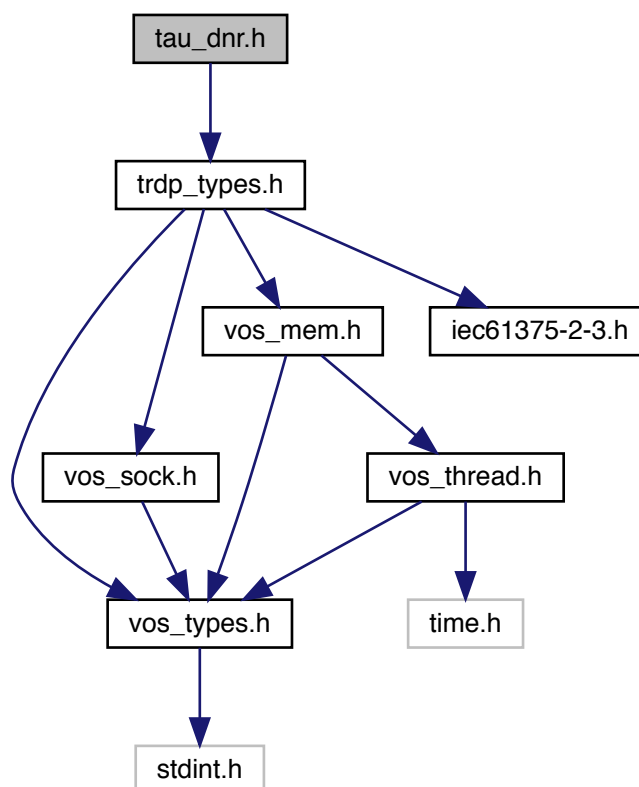 tau_dnr.h
trdp_types.h
vos_mem.h
iec61375-2-3.h
vos_sock.h
vos_thread.h
vos_types.h
time.h
stdint.h